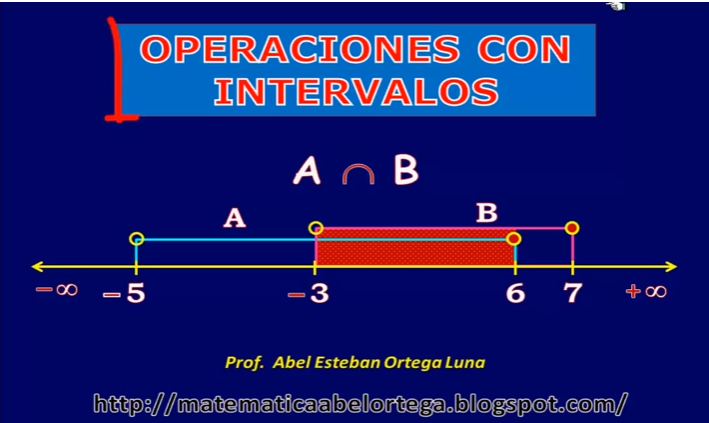 OPERACIONES CON
INTERVALOS
A ∩ B
A B
−∞ −5 −3 6 7 +∞
Prof. Abel Esteban Ortega Luna
http://matematicaabelortega.blogspot.com/